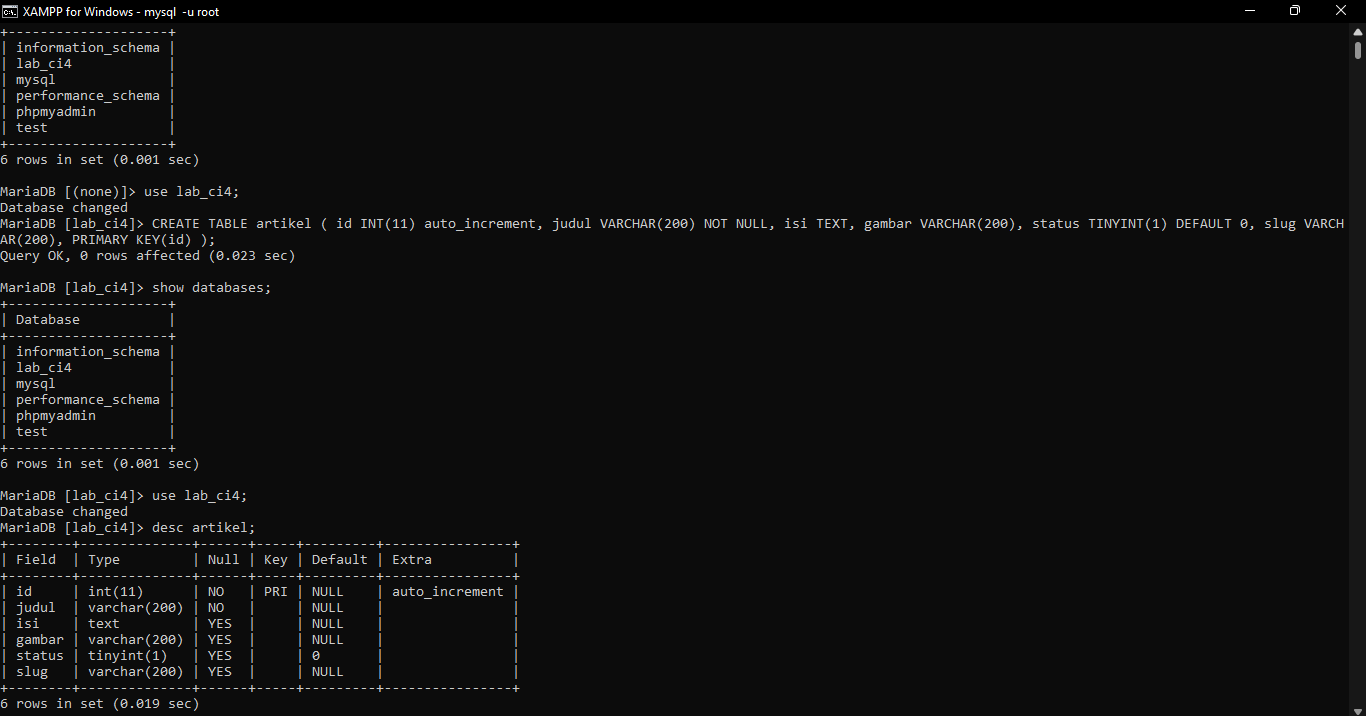 XAMPP for Windows - mysql -u root
+--------------------+
| information_schema |
| lab_ci4            |
| mysql              |
| performance_schema |
| phpmyadmin         |
| test               |
+--------------------+
6 rows in set (0.001 sec)
MariaDB [(none)]> use lab_ci4;
Database changed
MariaDB [lab_ci4]> CREATE TABLE artikel ( id INT(11) auto_increment, judul VARCHAR(200) NOT NULL, isi TEXT, gambar VARCHAR(200), status TINYINT(1) DEFAULT 0, slug VARCH
AR(200), PRIMARY KEY(id) );
Query OK, 0 rows affected (0.023 sec)
MariaDB [lab_ci4]> show databases;
+--------------------+
| Database           |
+--------------------+
| information_schema |
| lab_ci4            |
| mysql              |
| performance_schema |
| phpmyadmin         |
| test               |
+--------------------+
6 rows in set (0.001 sec)
MariaDB [lab_ci4]> use lab_ci4;
Database changed
MariaDB [lab_ci4]> desc artikel;
+--------+--------------+------+-----+---------+----------------+
| Field  | Type         | Null | Key | Default | Extra          |
+--------+--------------+------+-----+---------+----------------+
| id     | int(11)      | NO   | PRI | NULL    | auto_increment |
| judul  | varchar(200) | NO   |     | NULL    |                |
| isi    | text         | YES  |     | NULL    |                |
| gambar | varchar(200) | YES  |     | NULL    |                |
| status | tinyint(1)   | YES  |     | 0       |                |
| slug   | varchar(200) | YES  |     | NULL    |                |
+--------+--------------+------+-----+---------+----------------+
6 rows in set (0.019 sec)